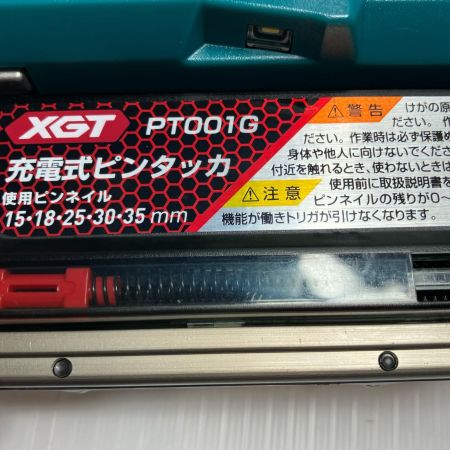 XGT PT001G
充電式ピンタッカ
使用ピンネイル
15・18・25・30・35mm
⚠警告 けがの原
ださい。作
ださい。作業時は必ず保護め
身体や他人に向けないでくださ
付近を触れるとき、使わないときは
⚠注意 使用前に取扱説明書を
ピンネイルの残りが0〜
機能が働きトリガが引けなくなります。